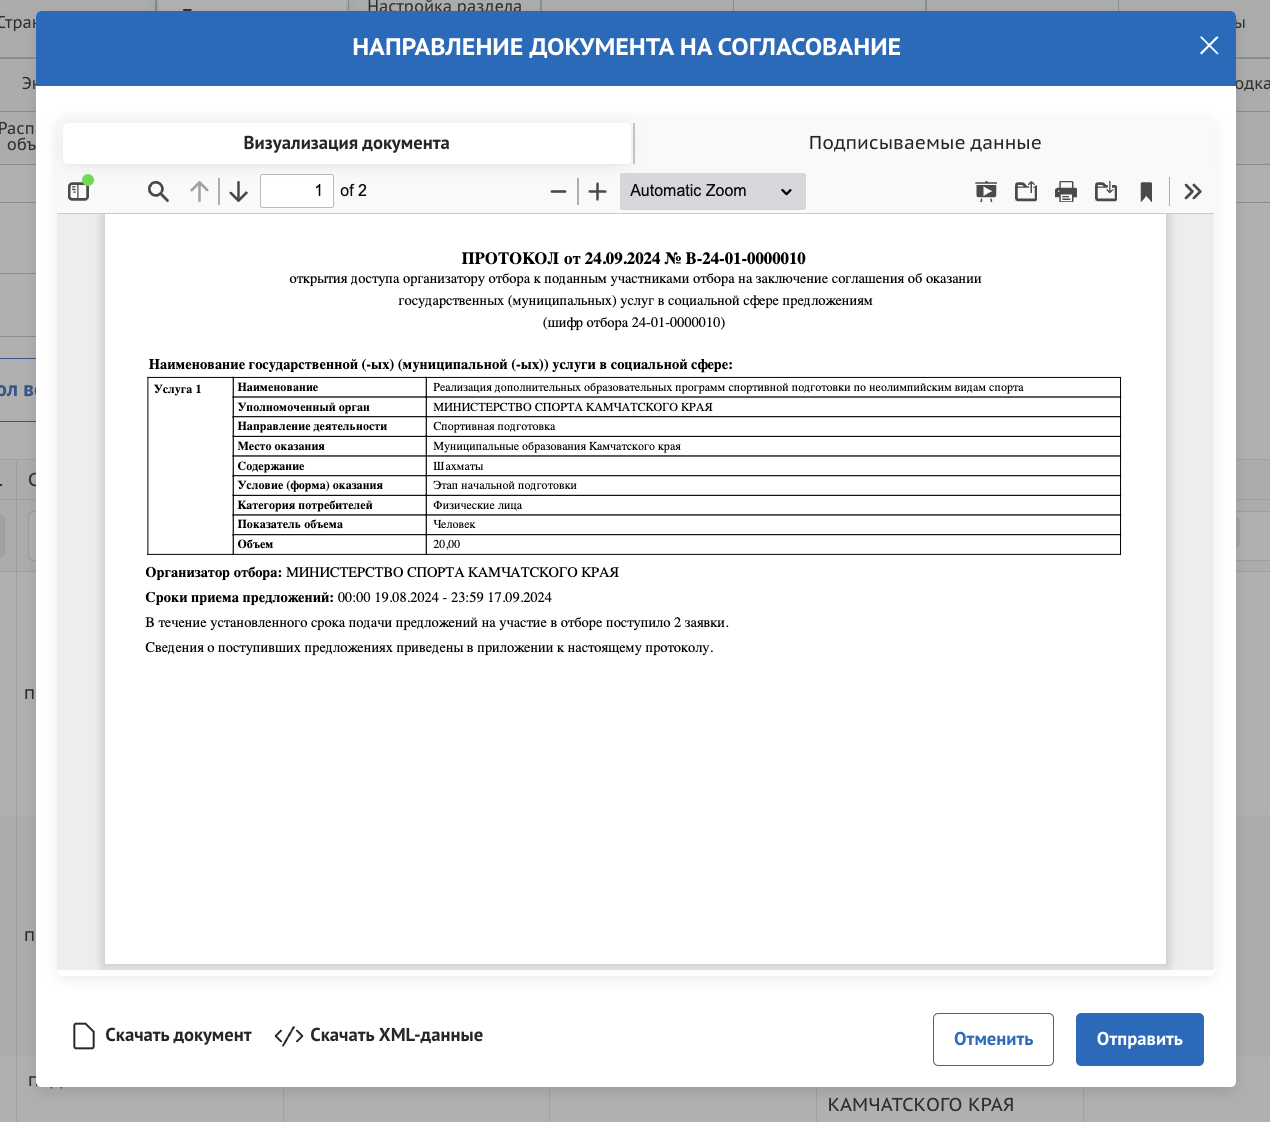 Настройка раздела
НАПРАВЛЕНИЕ ДОКУМЕНТА НА СОГЛАСОВАНИЕ
Визуализация документа
Подписываемые данные
1 of 2
Automatic Zoom
ПРОТОКОЛ от 24.09.2024 № В-24-01-0000010
открытия доступа организатору отбора к поданным участниками отбора на заключение соглашения об оказании
государственных (муниципальных) услуг в социальной сфере предложениям
(шифр отбора 24-01-0000010)
Наименование государственной (-ых) (муниципальной (-ых)) услуги в социальной сфере:
Услуга 1 Наименование Реализация дополнительных образовательных программ спортивной подготовки по неолимпийским видам спорта
Уполномоченный орган МИНИСТЕРСТВО СПОРТА КАМЧАТСКОГО КРАЯ
Направление деятельности Спортивная подготовка
Место оказания Муниципальные образования Камчатского края
Содержание Шахматы
Условие (форма) оказания Этап начальной подготовки
Категория потребителей Физические лица
Показатель объема Человек
Объем 20,00
Организатор отбора: МИНИСТЕРСТВО СПОРТА КАМЧАТСКОГО КРАЯ
Сроки приема предложений: 00:00 19.08.2024 - 23:59 17.09.2024
В течение установленного срока подачи предложений на участие в отборе поступило 2 заявки.
Сведения о поступивших предложениях приведены в приложении к настоящему протоколу.
Скачать документ
Скачать XML-данные
Отменить
Отправить
КАМЧАТСКОГО КРАЯ